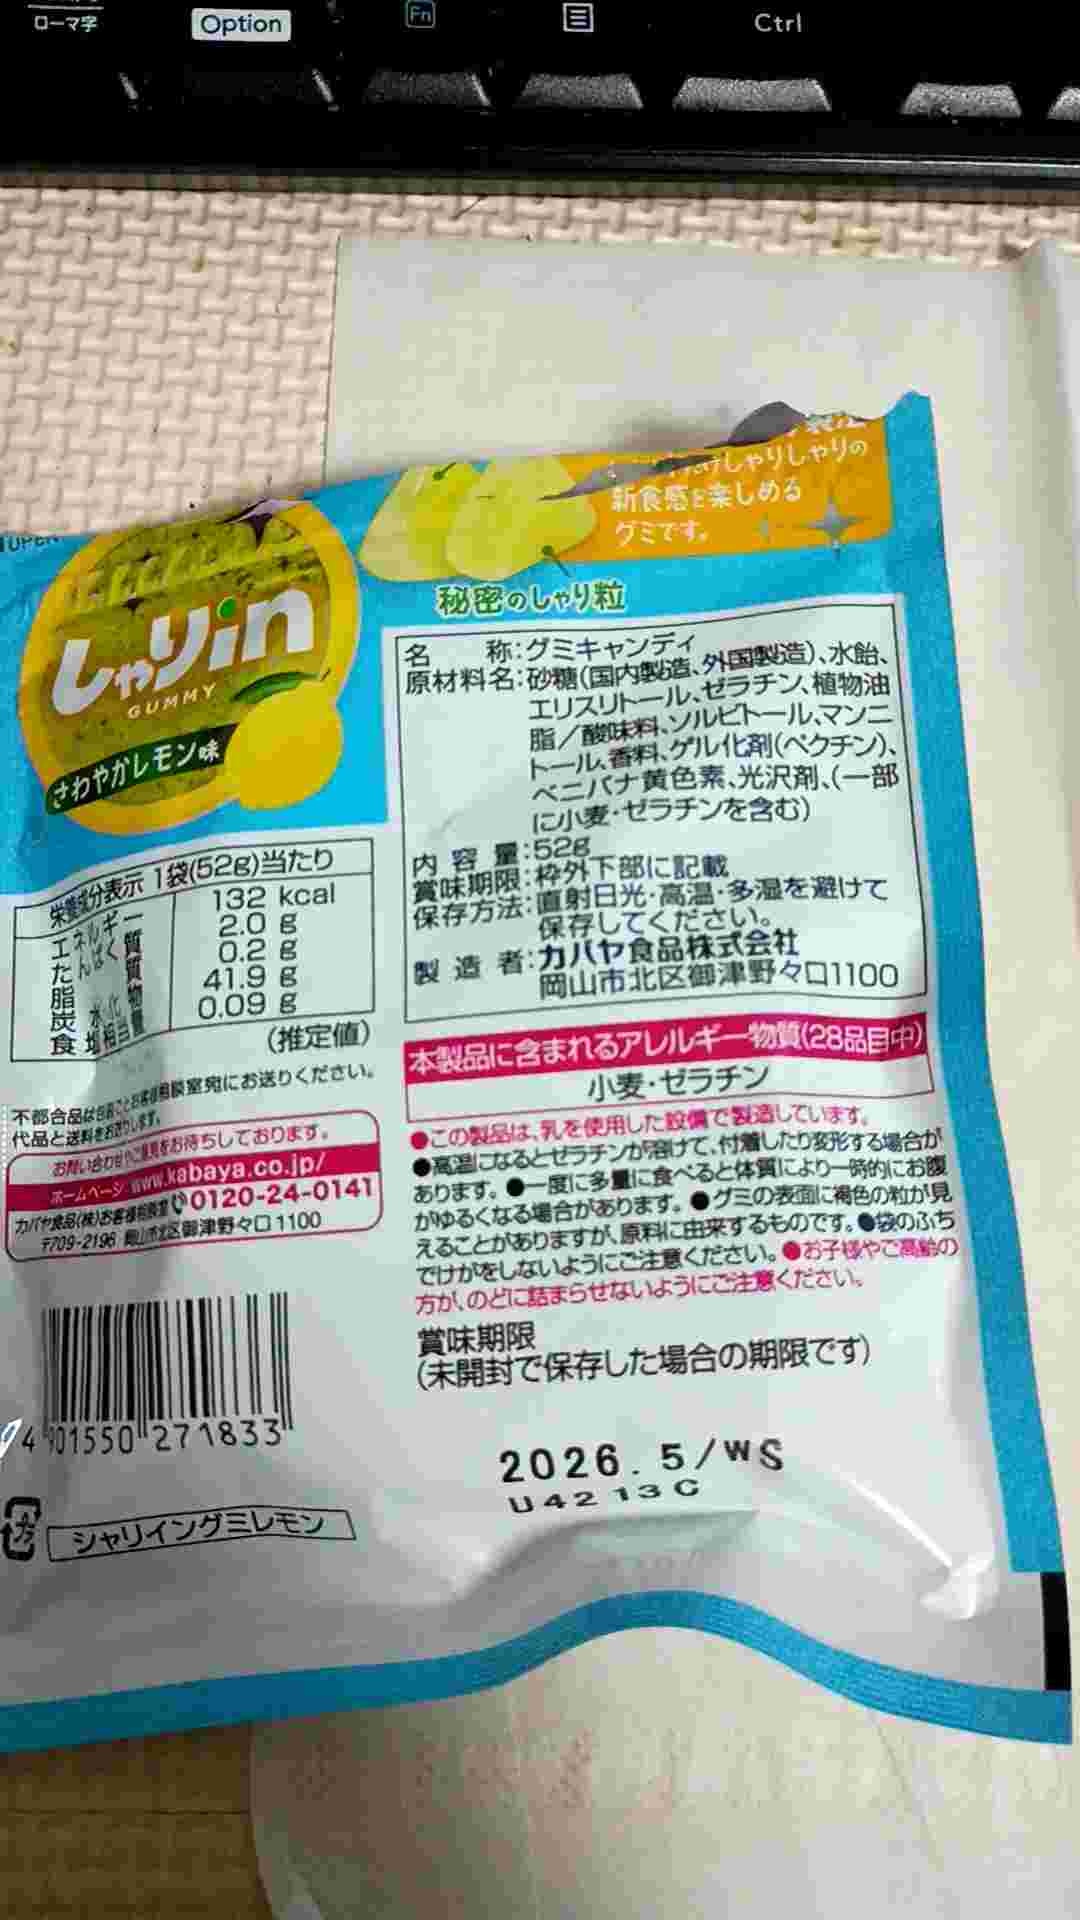 ローマ字
Option
Fn
Ctrl
しゃりしゃりの
新食感を楽しめる
グミです。
秘密のしゃり粒
しゃりin
GUMMY
さわやかレモン味
名 称:グミキャンディ
原材料名:砂糖(国内製造、外国製造)、水飴、
エリスリトール、ゼラチン、植物油
脂/酸味料、ソルビトール、マンニ
トール、香料、ゲル化剤(ペクチン)、
ベニバナ黄色素、光沢剤、(一部
に小麦・ゼラチンを含む)
内 容 量:52g
賞味期限:枠外下部に記載
保存方法:直射日光・高温・多湿を避けて
保存してください。
製 造 者:カバヤ食品株式会社
岡山市北区御津野々口1100
栄養成分表示 1袋(52g)当たり
エネルギー 132 kcal
たんぱく質 2.0 g
脂質 0.2 g
炭水化物 41.9 g
食塩相当量 0.09 g
(推定値)
本製品に含まれるアレルギー物質(28品目中)
小麦・ゼラチン
●この製品は、乳を使用した設備で製造しています。
●高温になるとゼラチンが溶けて、付着したり変形する場合が
あります。●一度に多量に食べると体質により一時的にお腹
がゆるくなる場合があります。●グミの表面に褐色の粒が見
えることがありますが、原料に由来するものです。●袋のふち
でけがをしないようにご注意ください。●お子様やご高齢の
方が、のどに詰まらせないようにご注意ください。
不都合品は包装ごとお客様相談室宛にお送りください。
代品と送料をお送りします。
お問い合わせやご意見をお待ちしております。
ホームページ www.kabaya.co.jp/
カバヤ食品(株)お客様相談室 0120-24-0141
〒709-2196 岡山市北区御津野々口1100
賞味期限
(未開封で保存した場合の期限です)
2026.5/WS
U4213C
4 901550 271833
シャリイングミレモン